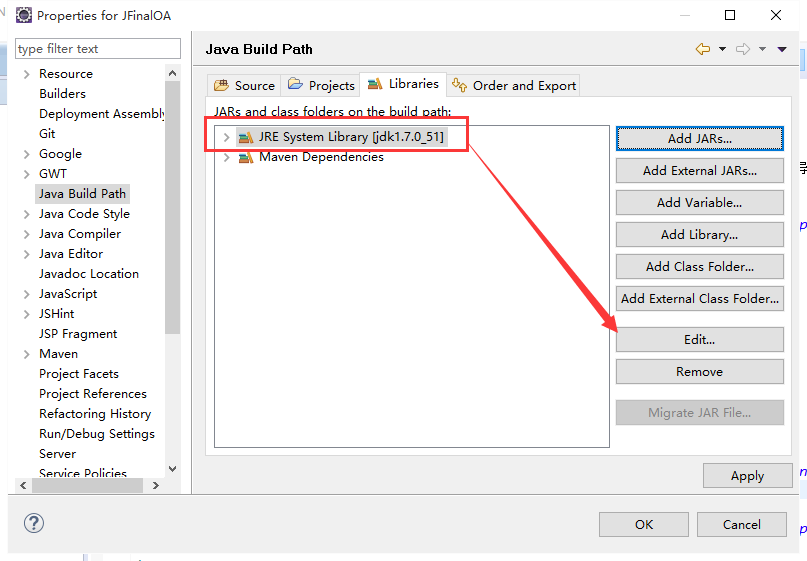 Properties for JFinalOA
type filter text
Resource
Builders
Deployment Assembly
Git
Google
GWT
Java Build Path
Java Code Style
Java Compiler
Java Editor
Javadoc Location
JavaScript
JSHint
JSP Fragment
Maven
Project Facets
Project References
Refactoring History
Run/Debug Settings
Server
Service Policies
Java Build Path
Source
Projects
Libraries
Order and Export
JARs and class folders on the build path:
JRE System Library [jdk1.7.0_51]
Maven Dependencies
Add JARs...
Add External JARs...
Add Variable...
Add Library...
Add Class Folder...
Add External Class Folder...
Edit...
Remove
Migrate JAR File...
Apply
OK
Cancel